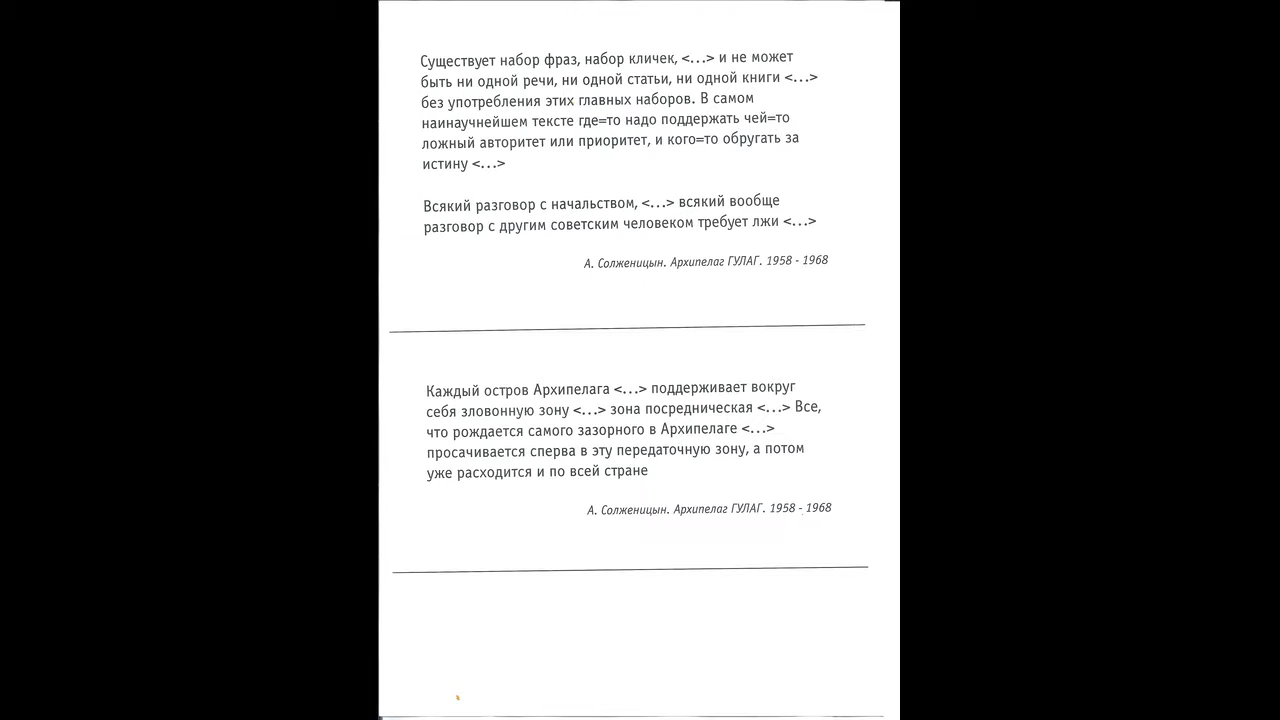 Существует набор фраз, набор кличек, <...> и не может
быть ни одной речи, ни одной статьи, ни одной книги <...>
без употребления этих главных наборов. В самом
наинаучнейшем тексте где=то надо поддержать чей=то
ложный авторитет или приоритет, и кого=то обругать за
истину <...>
Всякий разговор с начальством, <...> всякий вообще
разговор с другим советским человеком требует лжи <...>
А. Солженицын. Архипелаг ГУЛАГ. 1958 - 1968
Каждый остров Архипелага <...> поддерживает вокруг
себя зловонную зону <...> зона посредническая <...> Все,
что рождается самого зазорного в Архипелаге <...>
просачивается сперва в эту передаточную зону, а потом
уже расходится и по всей стране
А. Солженицын. Архипелаг ГУЛАГ. 1958 - 1968